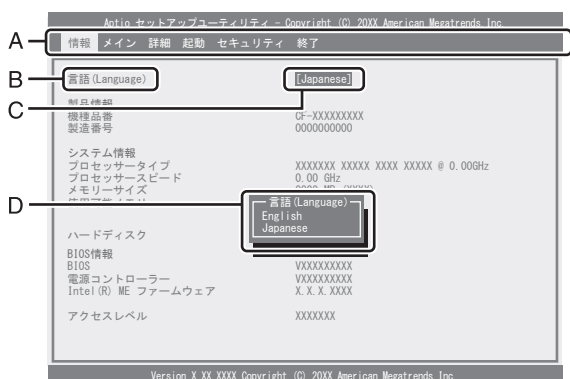 Aptio セットアップユーティリティ - Copyright (C) 20XX American Megatrends, Inc.
A
情報 メイン 詳細 起動 セキュリティ 終了
B
言語(Language) [Japanese]
C
製品情報
機種品番 CF-XXXXXXXXX
製造番号 0000000000
システム情報
プロセッサータイプ XXXXXXX XXXXX XXXX XXXXX @ 0.00GHz
プロセッサースピード 0.00 GHz
メモリーサイズ
D
言語(Language)
English
Japanese
ハードディスク
BIOS情報
BIOS VXXXXXXXXX
電源コントローラー VXXXXXXXXX
Intel(R) ME ファームウェア X.X.X.XXXX
アクセスレベル XXXXXXX
Version X.XX.XXXX Copyright (C) 20XX American Megatrends, Inc.